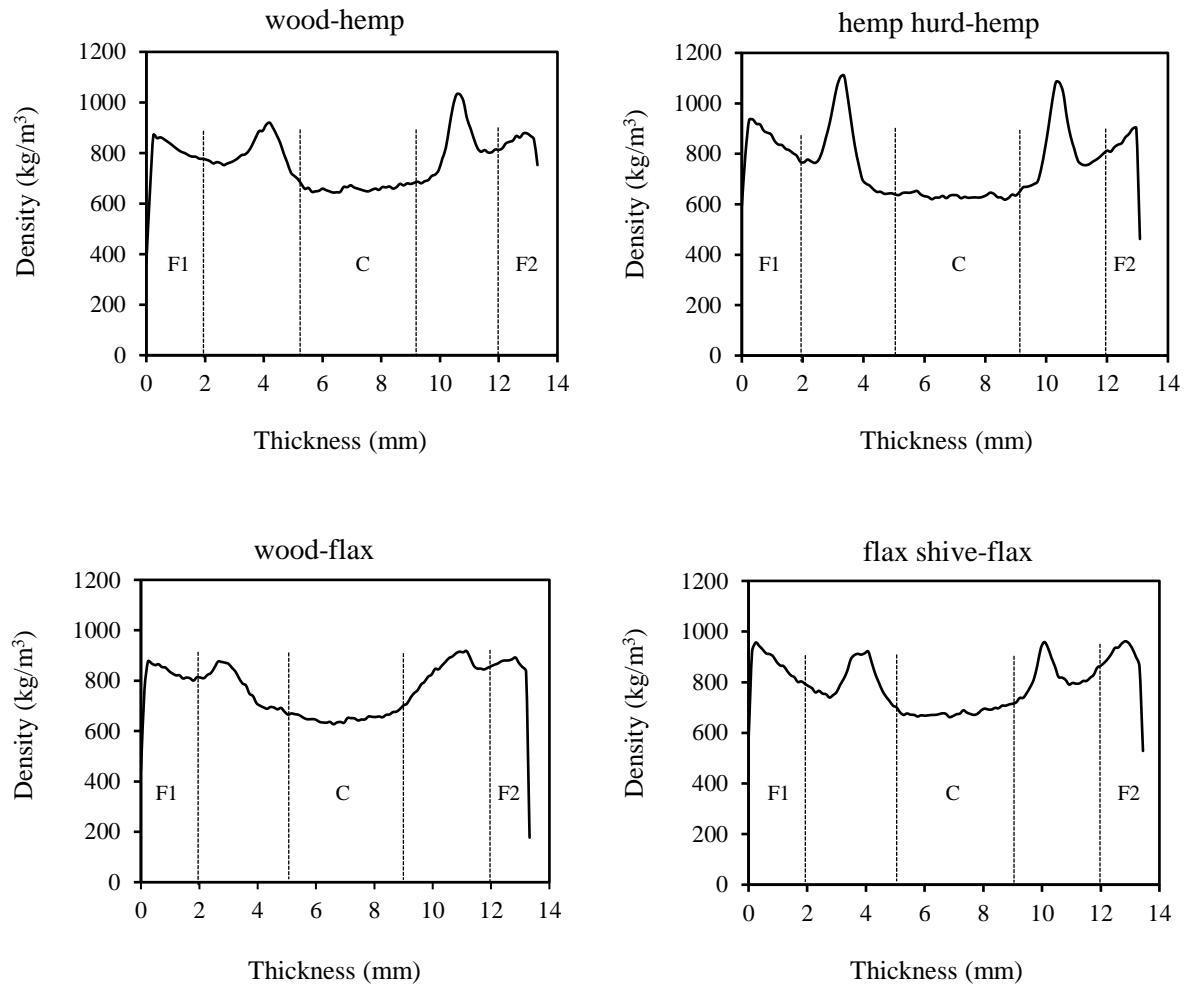 wood-hemp
1200
1000
800
600
400
200
0
Density (kg/m³)
F1
C
F2
0 2 4 6 8 10 12 14
Thickness (mm)
hemp hurd-hemp
1200
1000
800
600
400
200
0
Density (kg/m³)
F1
C
F2
0 2 4 6 8 10 12 14
Thickness (mm)
wood-flax
1200
1000
800
600
400
200
0
Density (kg/m³)
F1
C
F2
0 2 4 6 8 10 12 14
Thickness (mm)
flax shive-flax
1200
1000
800
600
400
200
0
Density (kg/m³)
F1
C
F2
0 2 4 6 8 10 12 14
Thickness (mm)